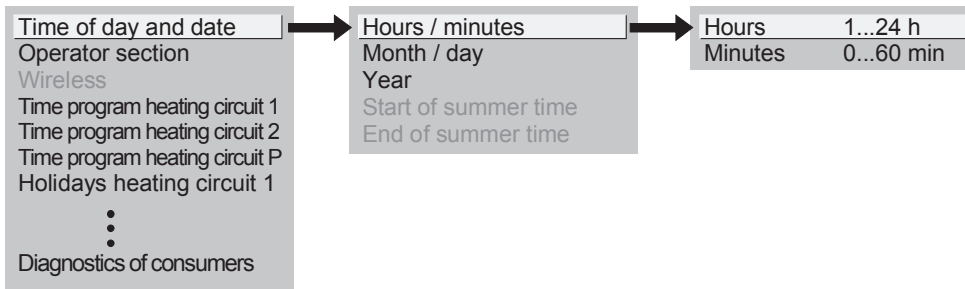 Time of day and date
Operator section
Wireless
Time program heating circuit 1
Time program heating circuit 2
Time program heating circuit P
Holidays heating circuit 1
Diagnostics of consumers
Hours / minutes
Month / day
Year
Start of summer time
End of summer time
Hours 1...24 h
Minutes 0...60 min